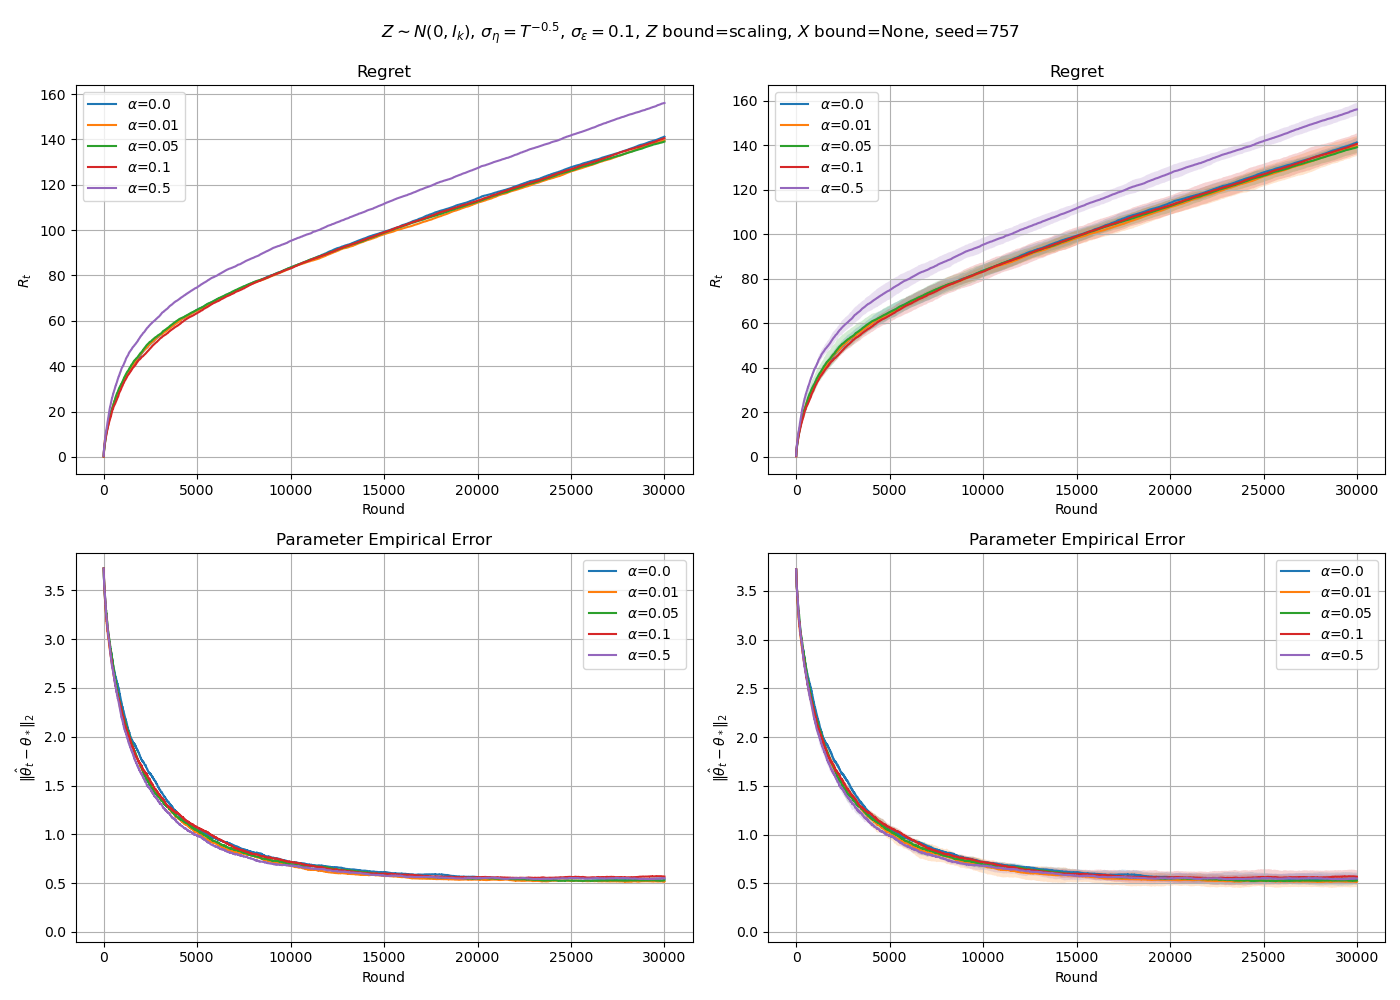 Z ∼ N(0, I_k), σ_η = T^{−0.5}, σ_ε = 0.1, Z bound=scaling, X bound=None, seed=757
Regret
160
140
120
100
80
60
40
20
0
R_t
α=0.0
α=0.01
α=0.05
α=0.1
α=0.5
0 5000 10000 15000 20000 25000 30000
Round
Regret
160
140
120
100
80
60
40
20
0
R_t
α=0.0
α=0.01
α=0.05
α=0.1
α=0.5
0 5000 10000 15000 20000 25000 30000
Round
Parameter Empirical Error
3.5
3.0
2.5
2.0
1.5
1.0
0.5
0.0
‖θ̂_t − θ_*‖₂
α=0.0
α=0.01
α=0.05
α=0.1
α=0.5
0 5000 10000 15000 20000 25000 30000
Round
Parameter Empirical Error
3.5
3.0
2.5
2.0
1.5
1.0
0.5
0.0
‖θ̂_t − θ_*‖₂
α=0.0
α=0.01
α=0.05
α=0.1
α=0.5
0 5000 10000 15000 20000 25000 30000
Round